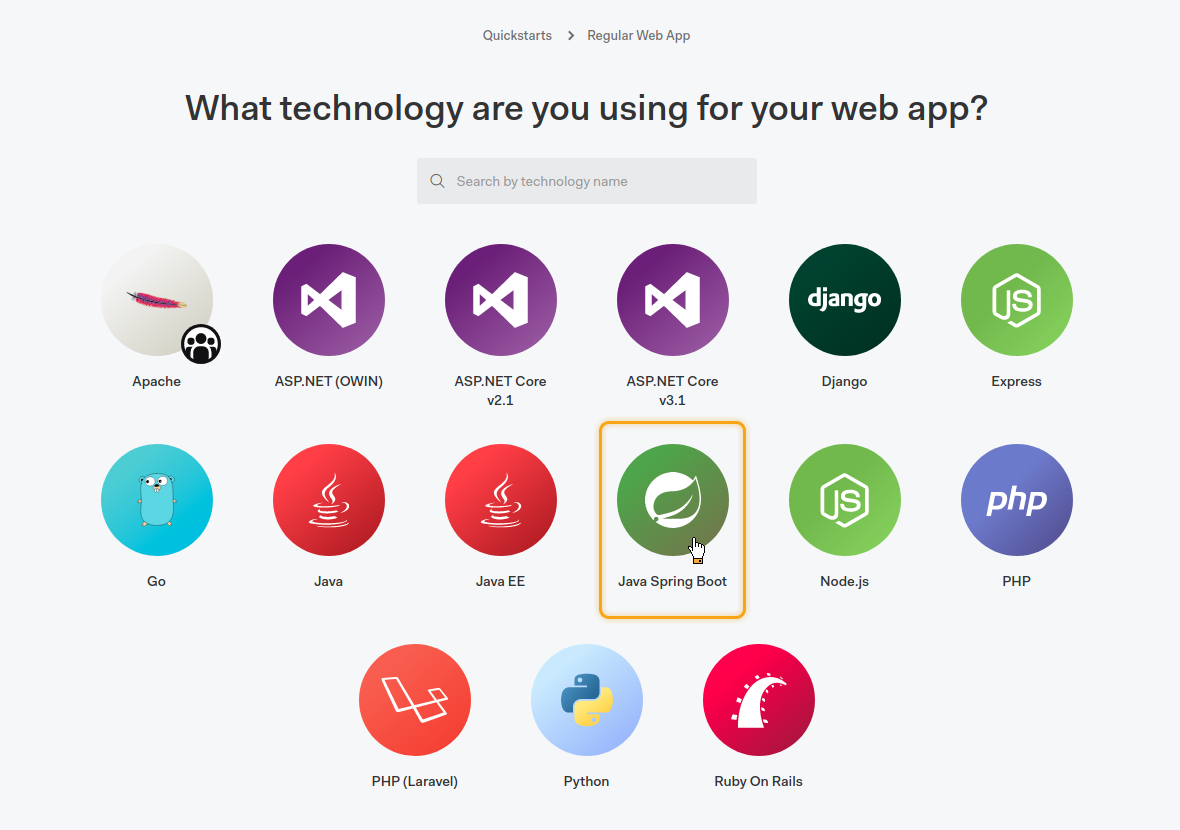 Quickstarts > Regular Web App
What technology are you using for your web app?
Search by technology name
django
JS
Apache
ASP.NET (OWIN)
ASP.NET Core
v2.1
ASP.NET Core
v3.1
Django
Express
JS
php
Go
Java
Java EE
Java Spring Boot
Node.js
PHP
PHP (Laravel)
Python
Ruby On Rails